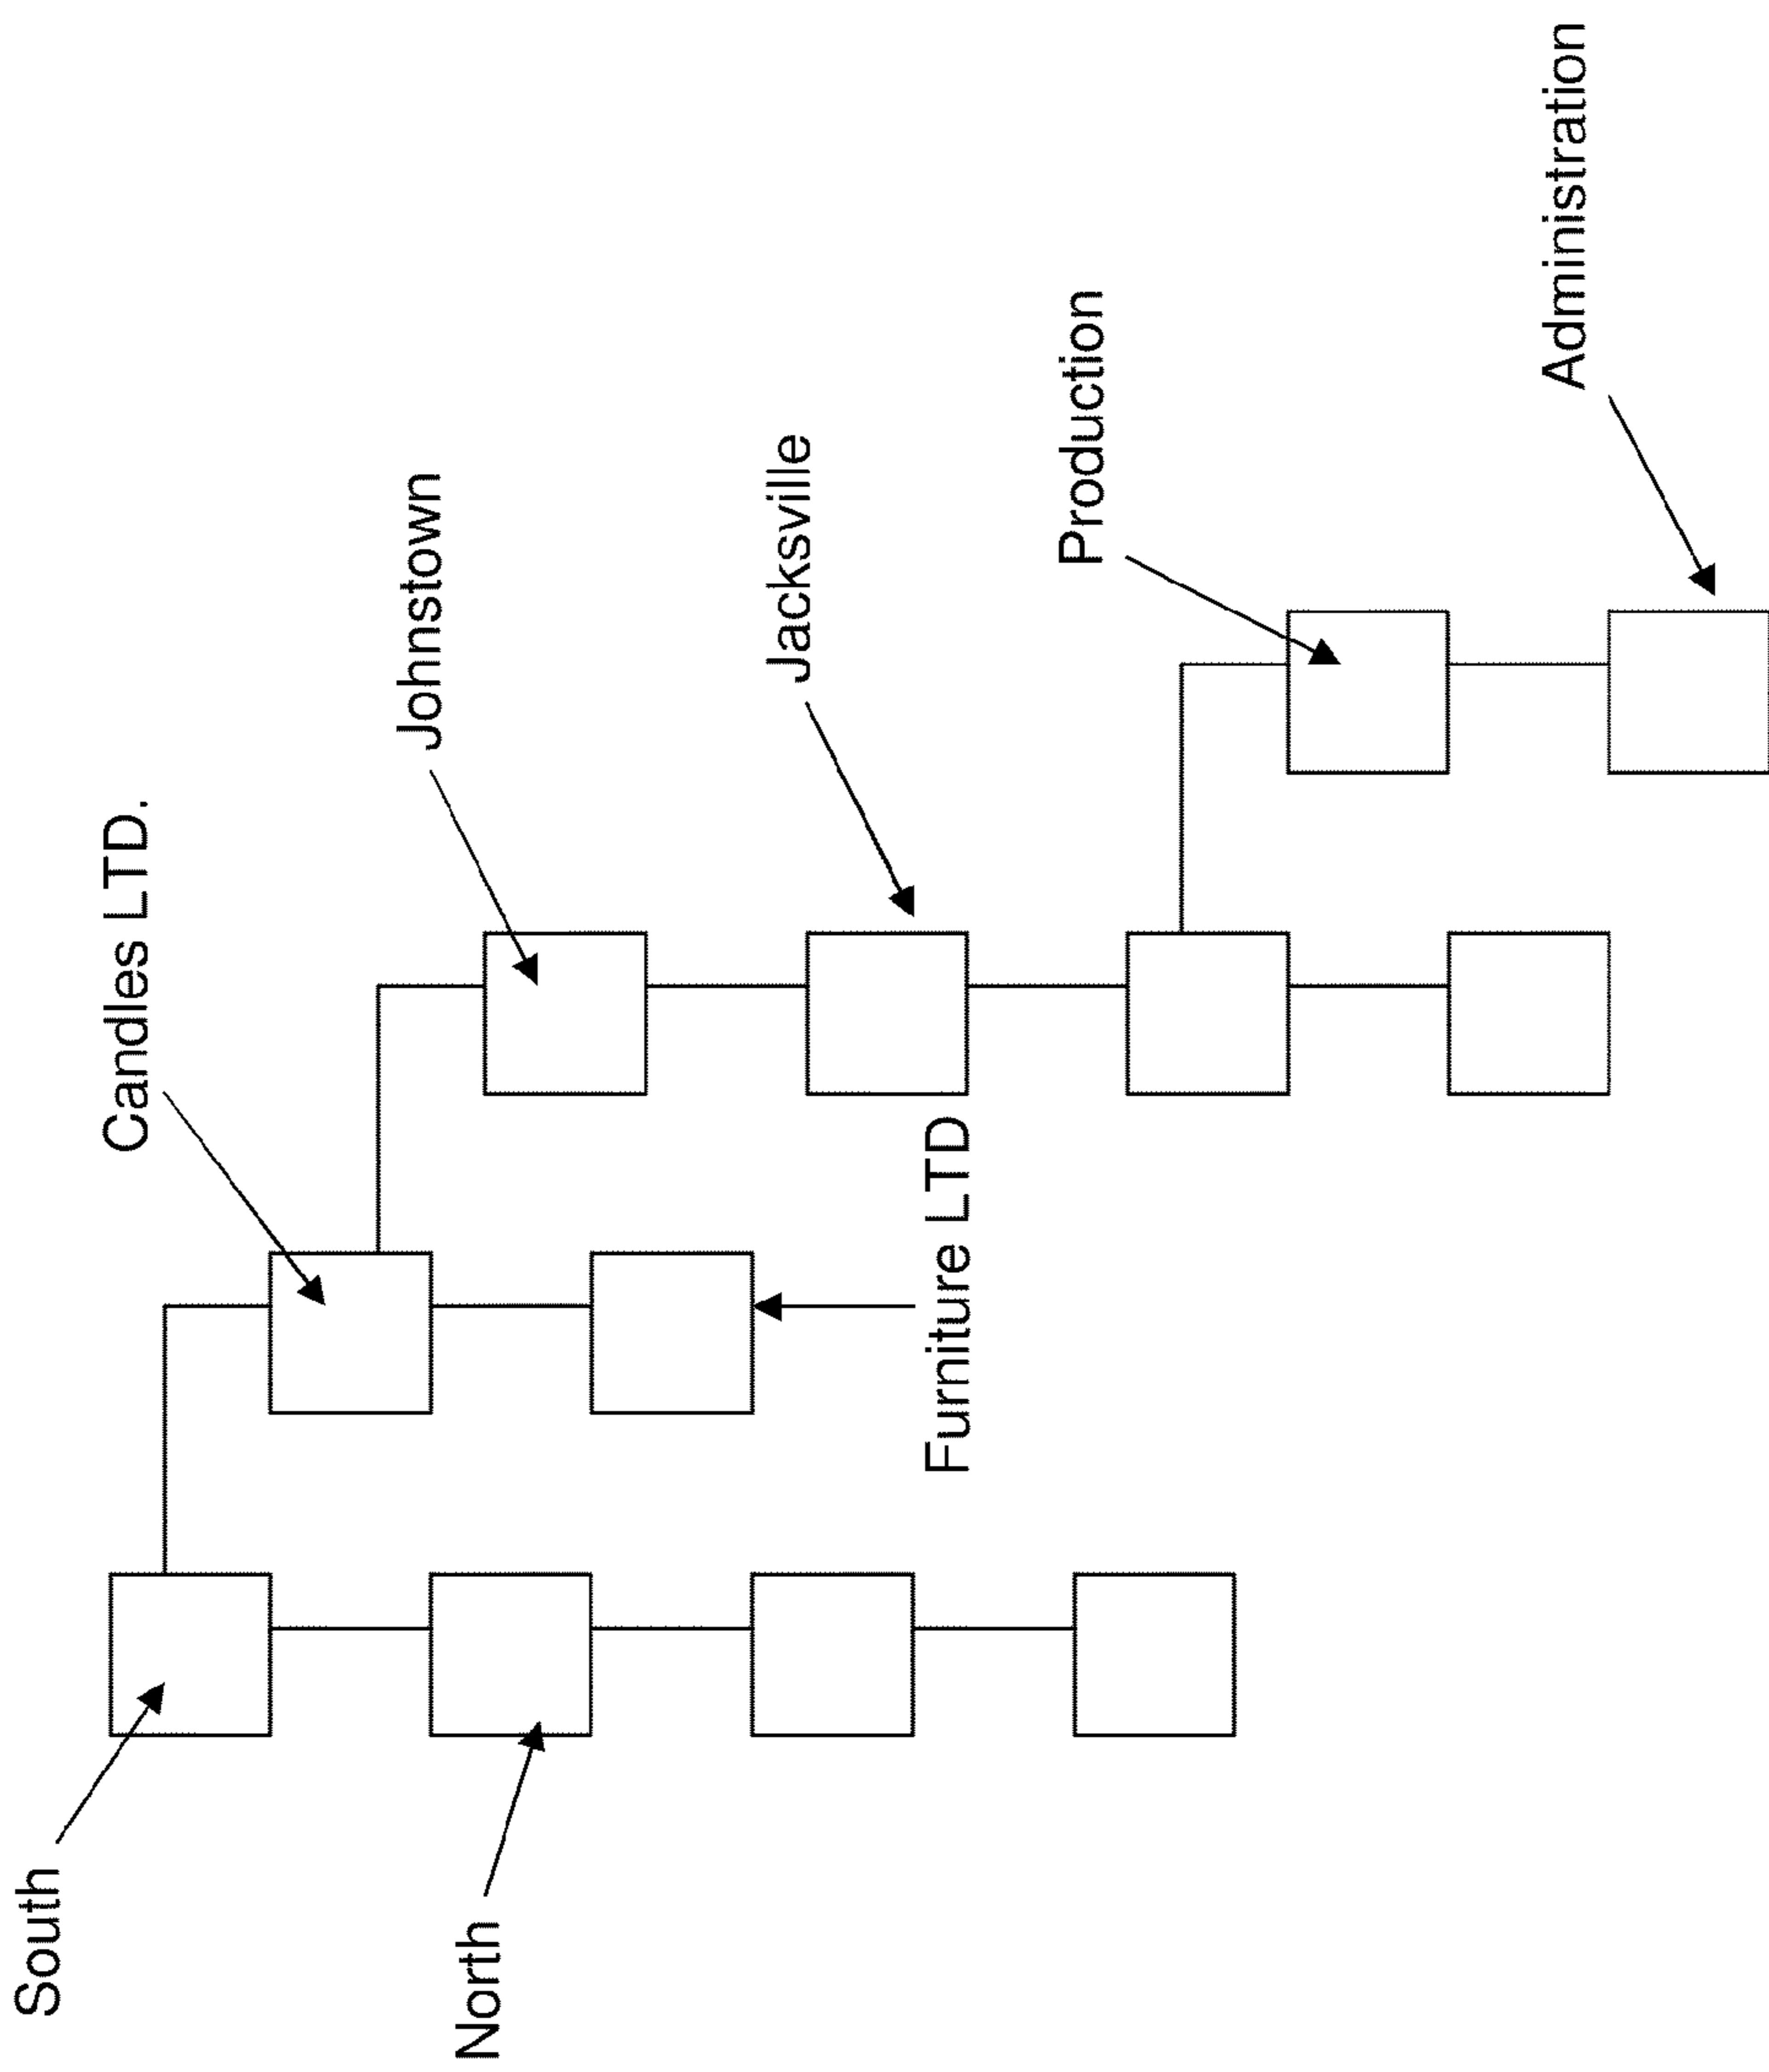 South
North
Candles LTD.
Furniture LTD
Johnstown
Jacksville
Production
Administration